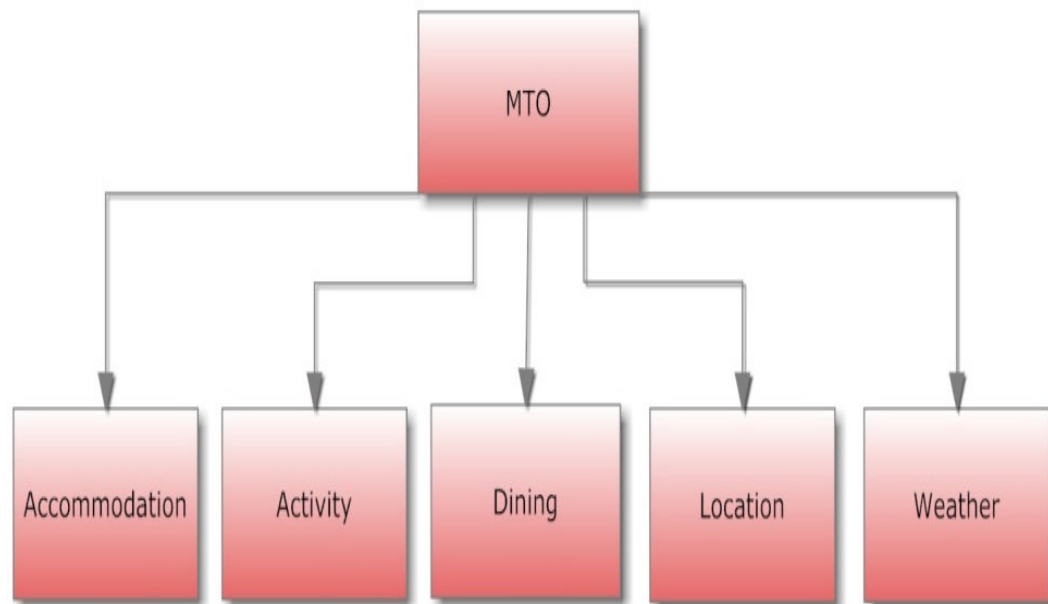 MTO
Accommodation
Activity
Dining
Location
Weather